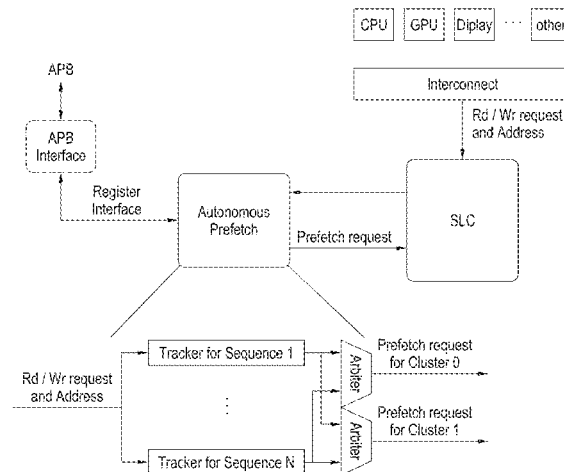 CPU GPU Diplay ... other
APB
Interconnect
Rd / Wr request
and Address
APB
Interface
Register
Interface
Autonomous
Prefetch
Prefetch request
SLC
Rd / Wr request
and Address
Tracker for Sequence 1
Tracker for Sequence N
Arbiter
Arbiter
Prefetch request
for Cluster 0
Prefetch request
for Cluster 1